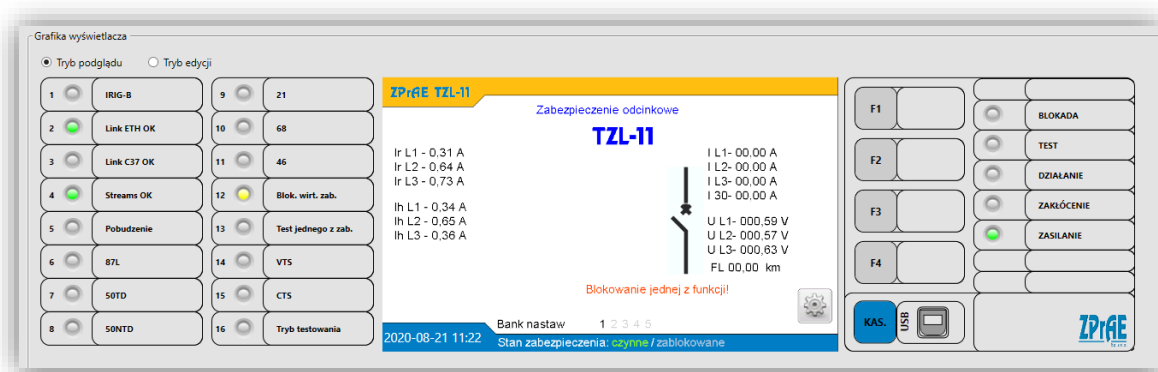 Grafika wyświetlacza
Tryb podglądu
Tryb edycji
1 IRIG-B
2 Link ETH OK
3 Link C37 OK
4 Streams OK
5 Pobudzenie
6 87L
7 50TD
8 50NTD
9 21
10 68
11 46
12 Blok. wirt. zab.
13 Test jednego z zab.
14 VTS
15 CTS
16 Tryb testowania
ZPrAE TZL-11
Zabezpieczenie odcinkowe
TZL-11
Ir L1 - 0,31 A
Ir L2 - 0,64 A
Ir L3 - 0,73 A
Ih L1 - 0,34 A
Ih L2 - 0,65 A
Ih L3 - 0,36 A
I L1- 00.00 A
I L2- 00.00 A
I L3- 00,00 A
I 30- 00,00 A
U L1- 000,59 V
U L2- 000,57 V
U L3- 000,63 V
FL 00,00 km
Blokowanie jednej z funkcji!
Bank nastaw 1 2 3 4 5
2020-08-21 11:22
Stan zabezpieczenia: czynne / zablokowane
F1
F2
F3
F4
KAS.
USB
BLOKADA
TEST
DZIAŁANIE
ZAKŁÓCENIE
ZASILANIE
ZPrAE